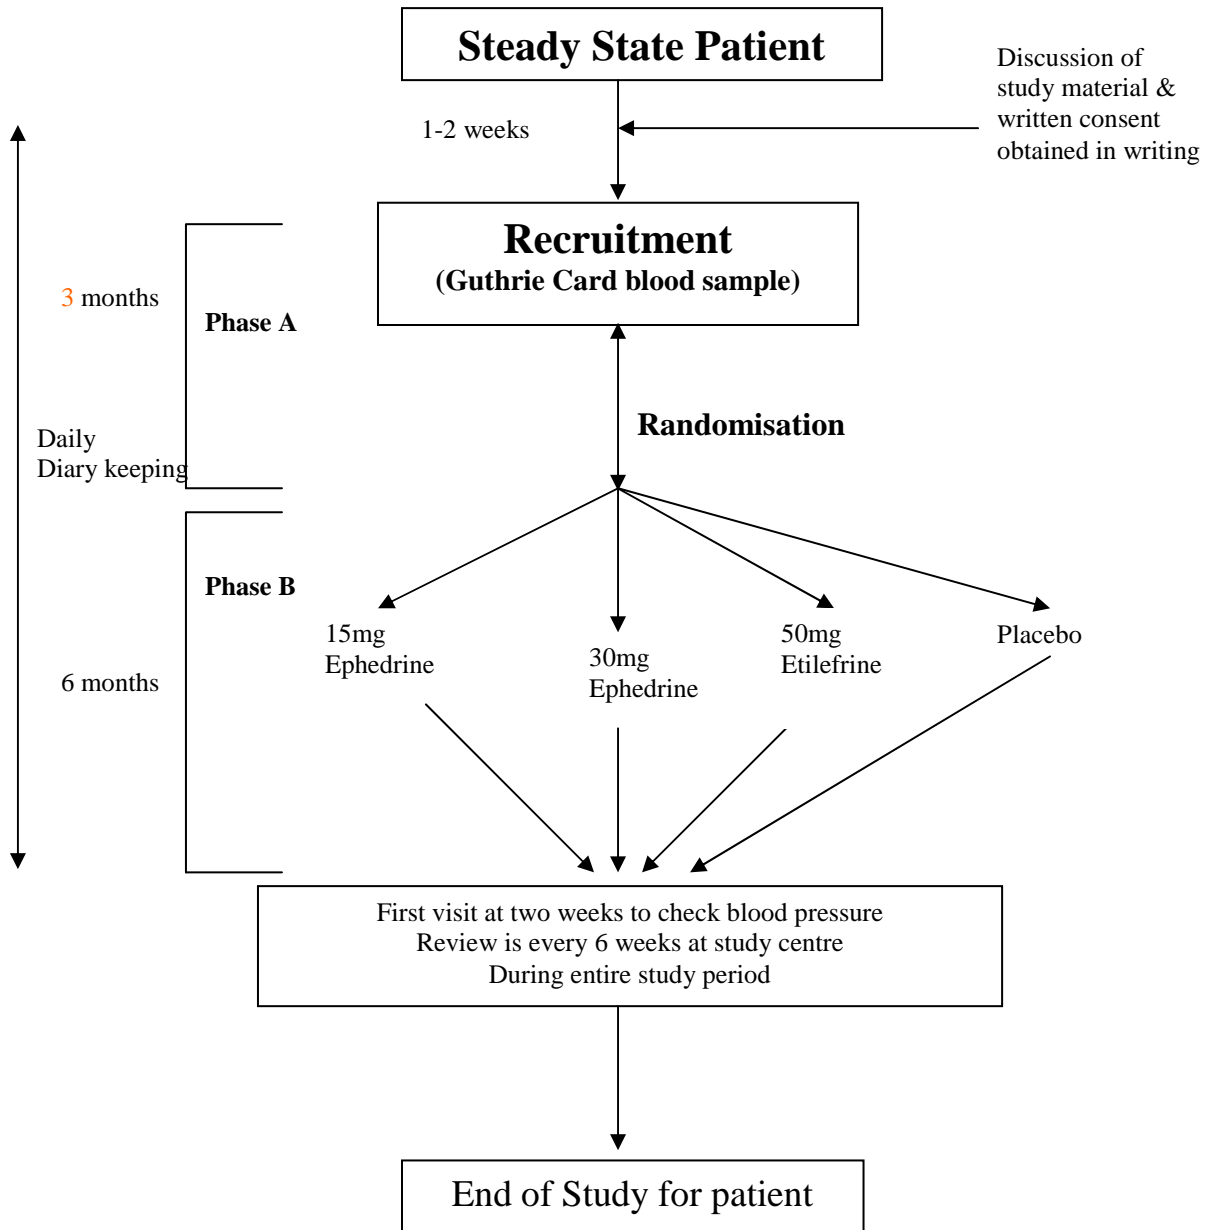 Steady State Patient
Discussion of
study material &
written consent
obtained in writing
1-2 weeks
Recruitment
(Guthrie Card blood sample)
3 months
Phase A
Randomisation
Daily
Diary keeping
Phase B
15mg
Ephedrine
30mg
Ephedrine
50mg
Etilefrine
Placebo
6 months
First visit at two weeks to check blood pressure
Review is every 6 weeks at study centre
During entire study period
End of Study for patient